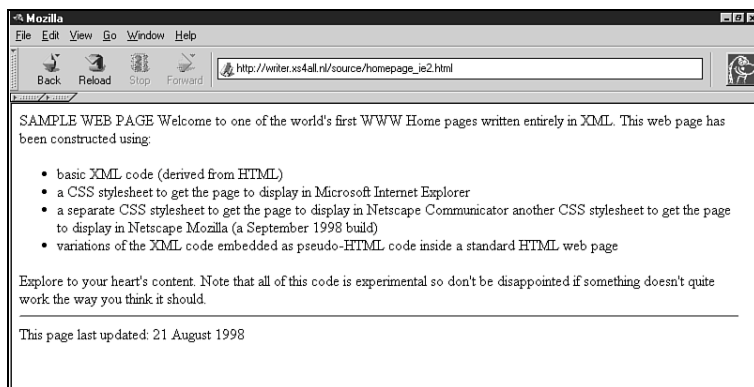 Mozilla
File Edit View Go Window Help
Back Reload Stop Forward http://writer.xs4all.nl/source/homepage_ie2.html
SAMPLE WEB PAGE Welcome to one of the world's first WWW Home pages written entirely in XML. This web page has
been constructed using:
• basic XML code (derived from HTML)
• a CSS stylesheet to get the page to display in Microsoft Internet Explorer
• a separate CSS stylesheet to get the page to display in Netscape Communicator another CSS stylesheet to get the page
to display in Netscape Mozilla (a September 1998 build)
• variations of the XML code embedded as pseudo-HTML code inside a standard HTML web page
Explore to your heart's content. Note that all of this code is experimental so don't be disappointed if something doesn't quite
work the way you think it should.
This page last updated: 21 August 1998